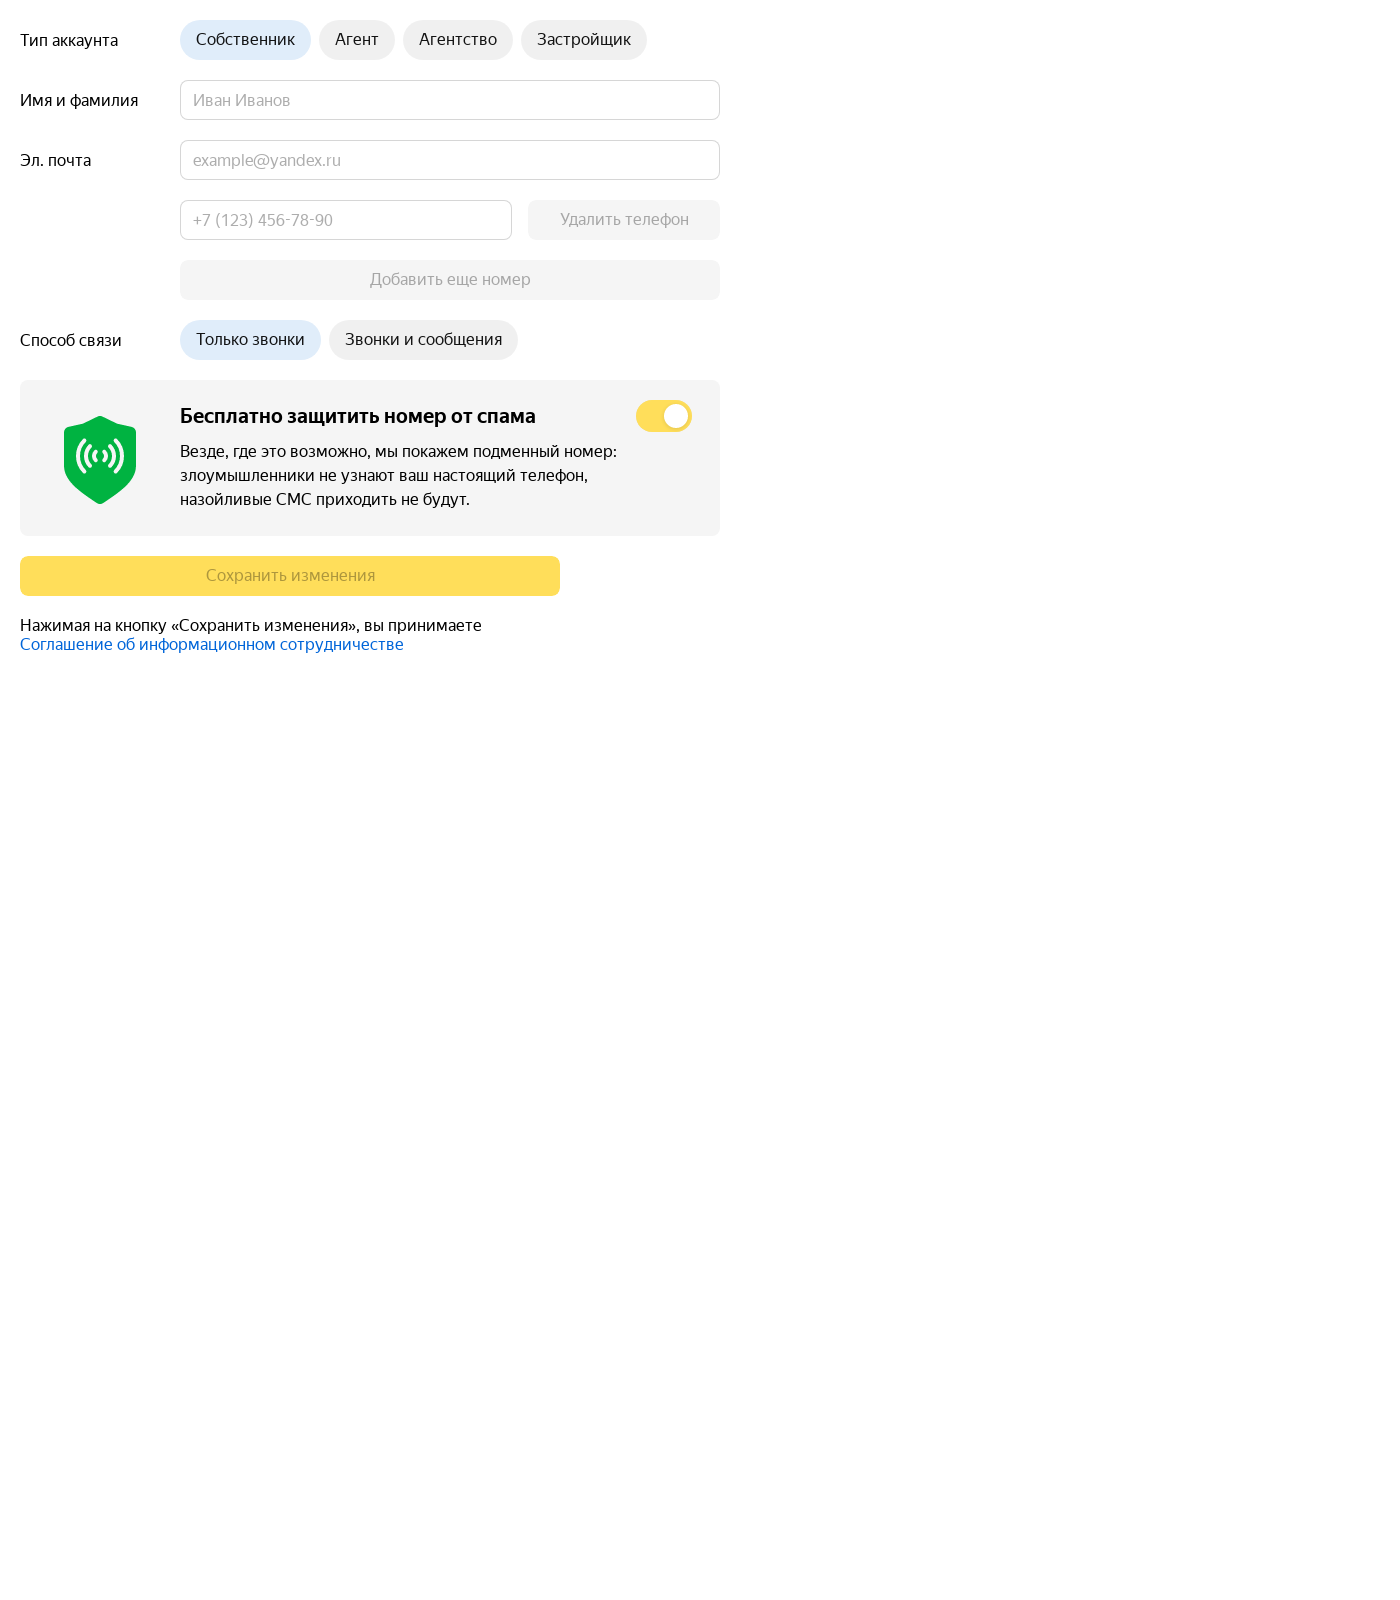 Тип аккаунта
Собственник
Агент
Агентство
Застройщик
Имя и фамилия
Иван Иванов
Эл. почта
example@yandex.ru
+7 (123) 456-78-90
Удалить телефон
Добавить еще номер
Способ связи
Только звонки
Звонки и сообщения
Бесплатно защитить номер от спама
Везде, где это возможно, мы покажем подменный номер:
злоумышленники не узнают ваш настоящий телефон,
назойливые СМС приходить не будут.
Сохранить изменения
Нажимая на кнопку «Сохранить изменения», вы принимаете
Соглашение об информационном сотрудничестве